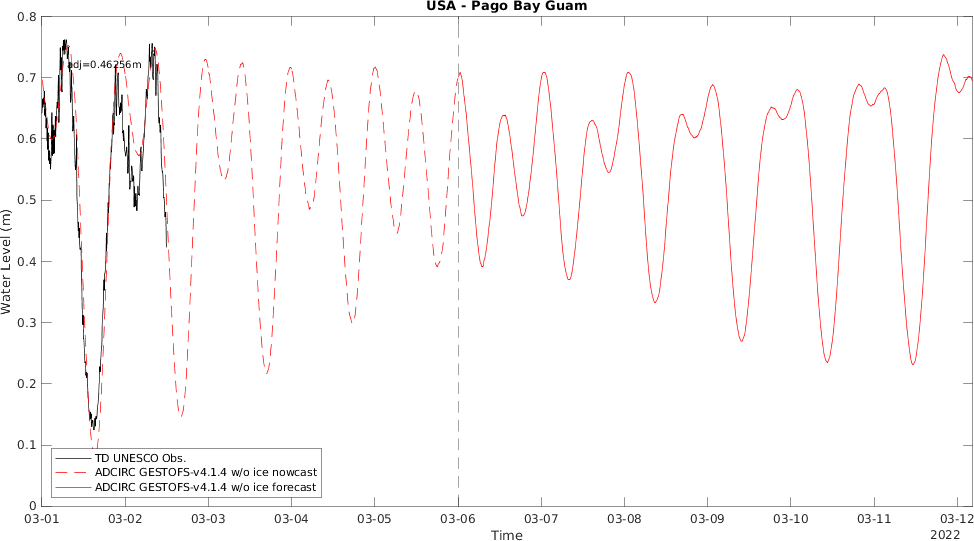 USA - Pago Bay Guam
0.8
0.7
0.6
0.5
0.4
0.3
0.2
0.1
0
Water Level (m)
adj=0.46256m
TD UNESCO Obs.
ADCIRC GESTOFS-v4.1.4 w/o ice nowcast
ADCIRC GESTOFS-v4.1.4 w/o ice forecast
03-01 03-02 03-03 03-04 03-05 03-06 03-07 03-08 03-09 03-10 03-11 03-12
Time
2022